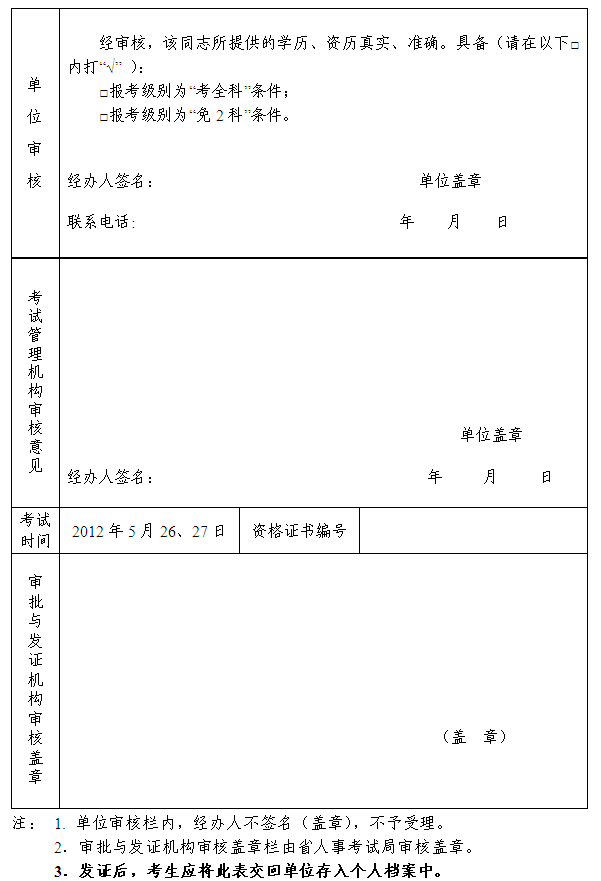 单位审核
经审核，该同志所提供的学历、资历真实、准确。具备（请在以下□
内打“√” ）：
□报考级别为“考全科”条件；
□报考级别为“免 2 科”条件。
经办人签名： 单位盖章
联系电话: 年 月 日
考试管理机构审核意见
单位盖章
经办人签名： 年 月 日
考试
时间
2012 年 5 月 26、27 日 资格证书编号
审批与发证机构审核盖章
（盖 章）
注： 1. 单位审核栏内，经办人不签名（盖章），不予受理。
2．审批与发证机构审核盖章栏由省人事考试局审核盖章。
3．发证后，考生应将此表交回单位存入个人档案中。